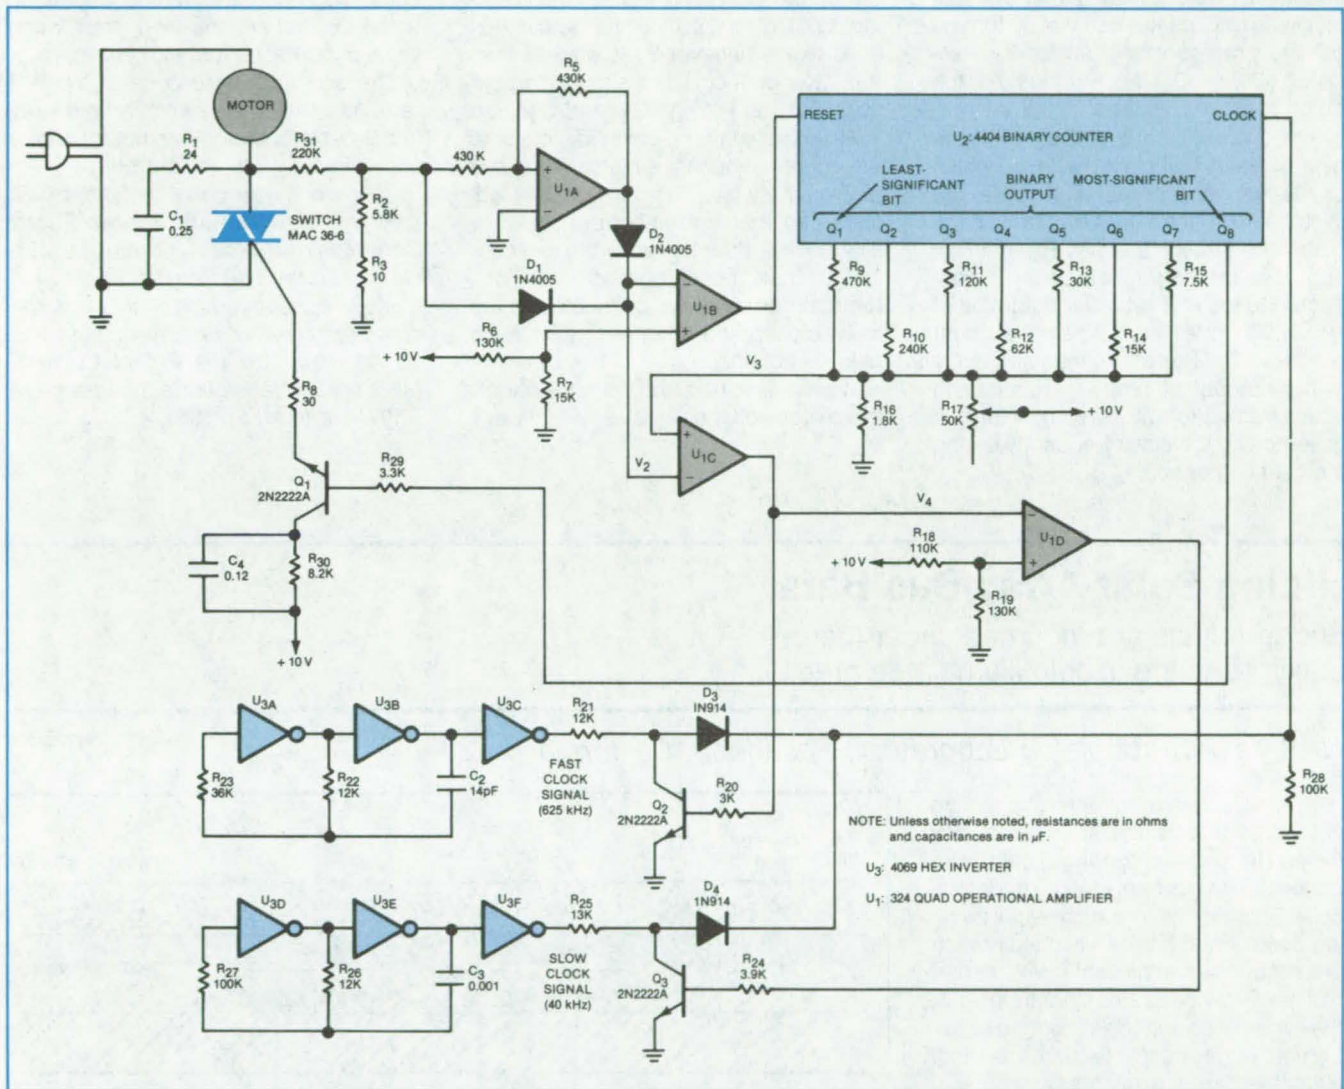 MOTOR
R1
24
R31
220K
C1
0.25
SWITCH
MAC 36-6
R2
5.8K
R3
10
R5
430K
430 K
+
U1A
−
D2
1N4005
D1
1N4005
R6
130K
+ 10 V
R7
15K
−
U1B
+
V3
+
U1C
−
V2
RESET
CLOCK
U2: 4404 BINARY COUNTER
LEAST-
SIGNIFICANT
BIT
BINARY
OUTPUT
MOST-SIGNIFICANT
BIT
Q1 Q2 Q3 Q4 Q5 Q6 Q7 Q8
R9
470K
R11
120K
R13
30K
R15
7.5K
R10
240K
R12
62K
R14
15K
R16
1.8K
R17
50K
+ 10 V
R8
30
Q1
2N2222A
R29
3.3K
C4
0.12
R30
8.2K
+ 10 V
V4
R18
110K
+ 10 V
−
U1D
+
R19
130K
U3A
U3B
U3C
R21
12K
D3
IN914
R23
36K
R22
12K
C2
14pF
FAST
CLOCK
SIGNAL
(625 kHz)
Q2
2N2222A
R20
3K
R28
100K
NOTE: Unless otherwise noted, resistances are in ohms
and capacitances are in μF.
U3: 4069 HEX INVERTER
U1: 324 QUAD OPERATIONAL AMPLIFIER
U3D
U3E
U3F
R25
13K
D4
1N914
R27
100K
R26
12K
C3
0.001
SLOW
CLOCK
SIGNAL
(40 kHz)
Q3
2N2222A
R24
3.9K